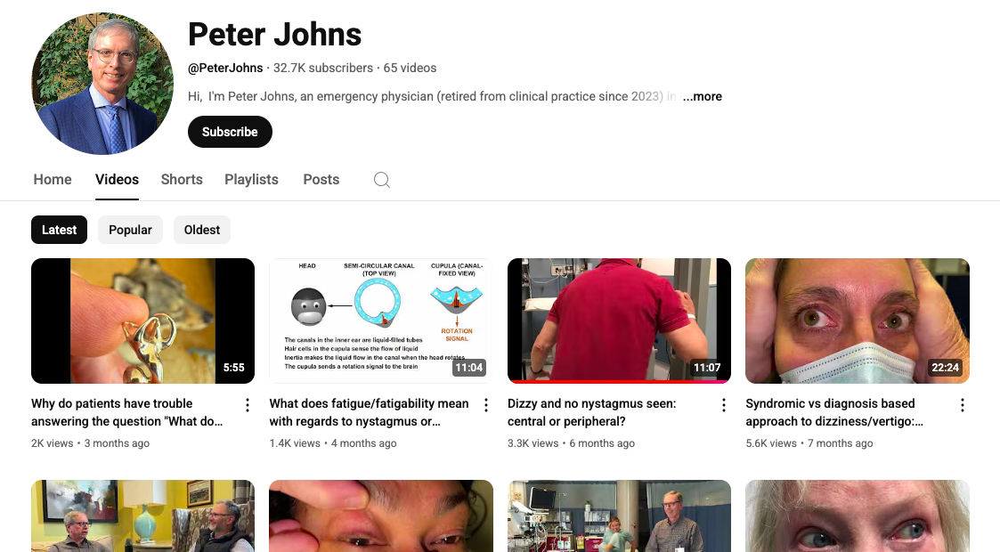 Peter Johns
@PeterJohns · 32.7K subscribers · 65 videos
Hi, I'm Peter Johns, an emergency physician (retired from clinical practice since 2023) in ...more
Subscribe
Home Videos Shorts Playlists Posts
Latest Popular Oldest
5:55
HEAD SEMI-CIRCULAR CANAL (TOP VIEW) CUPULA (CANAL-FIXED VIEW)
ROTATION SIGNAL
The canals in the inner ear are liquid-filled tubes
Hair cells in the cupula sense the flow of liquid
Inertia makes the liquid flow in the canal when the head rotates
The cupula sends a rotation signal to the brain
11:04
11:07
22:24
Why do patients have trouble
answering the question "What do...
2K views • 3 months ago
What does fatigue/fatigability mean
with regards to nystagmus or...
1.4K views • 4 months ago
Dizzy and no nystagmus seen:
central or peripheral?
3.3K views • 6 months ago
Syndromic vs diagnosis based
approach to dizziness/vertigo:...
5.6K views • 7 months ago